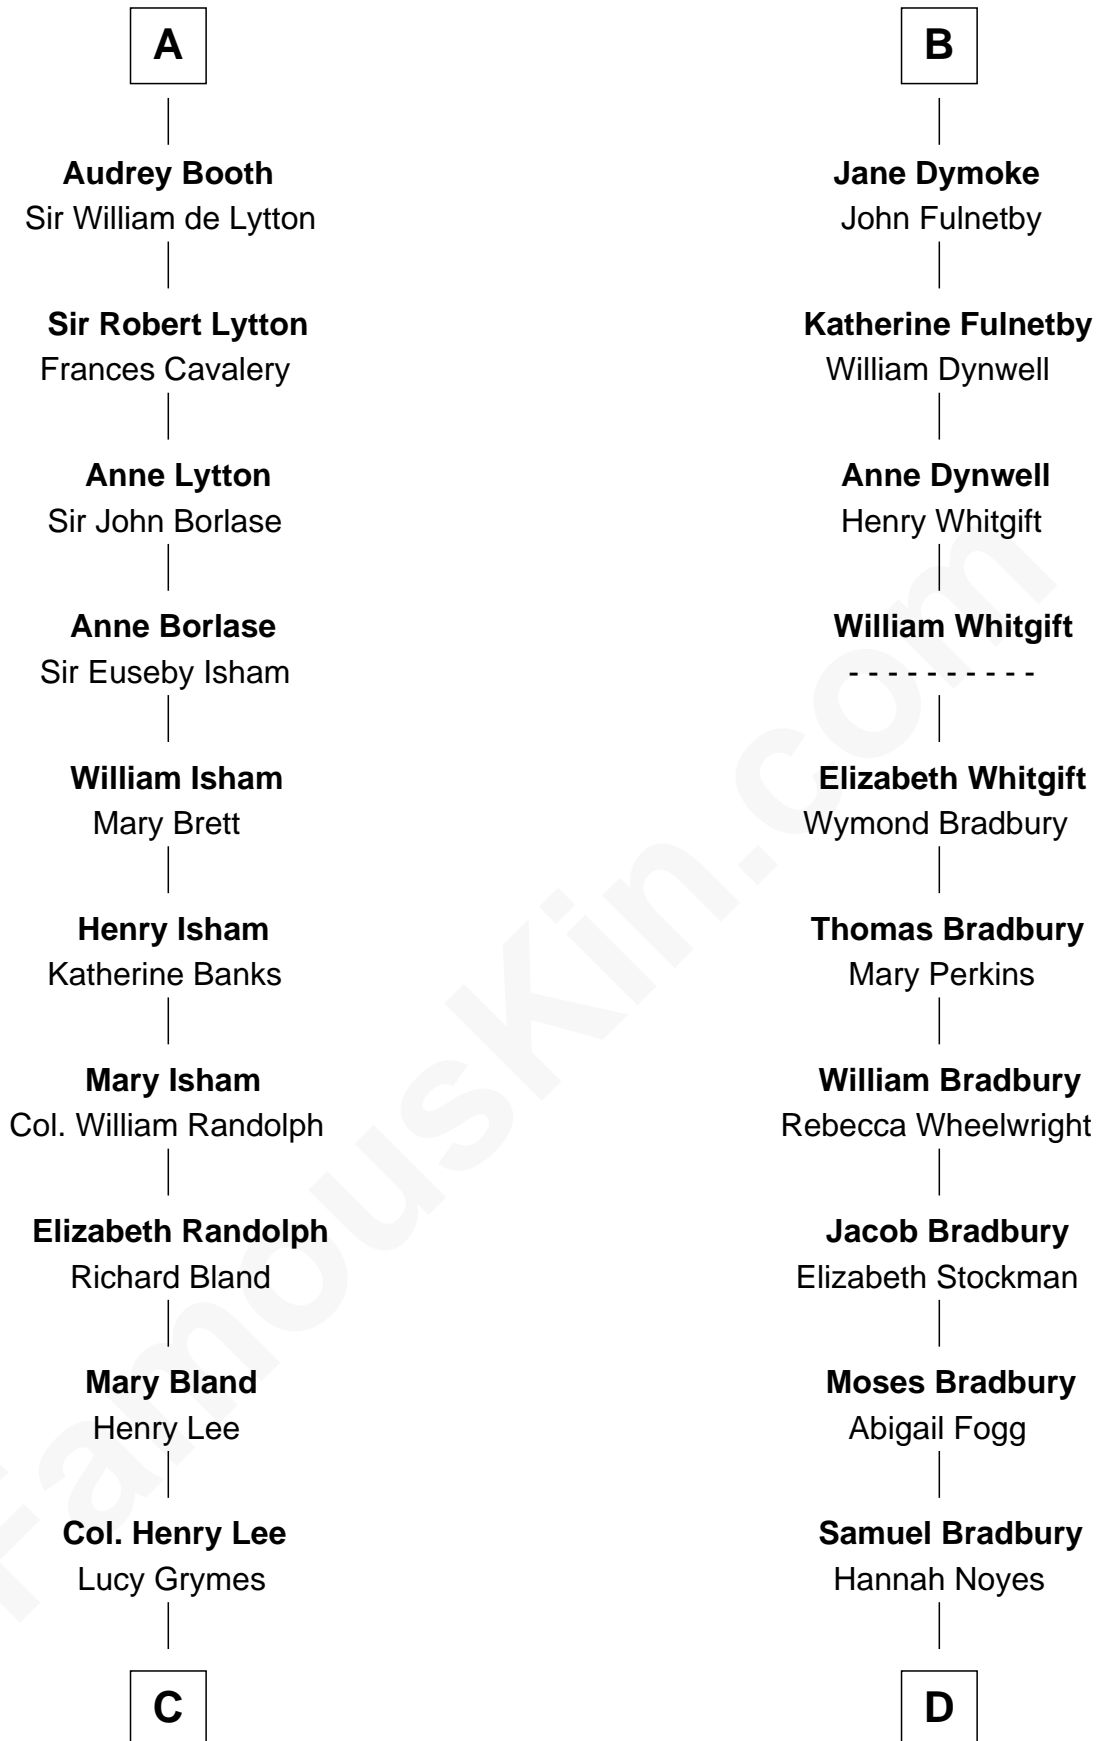 A
Audrey Booth
Sir William de Lytton
Sir Robert Lytton
Frances Cavalery
Anne Lytton
Sir John Borlase
Anne Borlase
Sir Euseby Isham
William Isham
Mary Brett
Henry Isham
Katherine Banks
Mary Isham
Col. William Randolph
Elizabeth Randolph
Richard Bland
Mary Bland
Henry Lee
Col. Henry Lee
Lucy Grymes
C
B
Jane Dymoke
John Fulnetby
Katherine Fulnetby
William Dynwell
Anne Dynwell
Henry Whitgift
William Whitgift
- - - - - - - - - -
Elizabeth Whitgift
Wymond Bradbury
Thomas Bradbury
Mary Perkins
William Bradbury
Rebecca Wheelwright
Jacob Bradbury
Elizabeth Stockman
Moses Bradbury
Abigail Fogg
Samuel Bradbury
Hannah Noyes
D
FamousKin.com